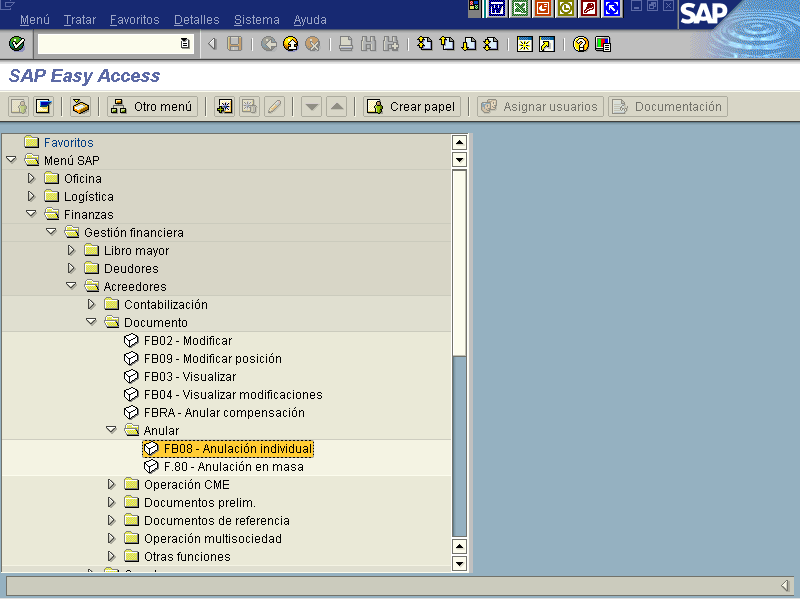 SAP
Menú Tratar Favoritos Detalles Sistema Ayuda
SAP Easy Access
Otro menú Crear papel Asignar usuarios Documentación
Favoritos
Menú SAP
Oficina
Logística
Finanzas
Gestión financiera
Libro mayor
Deudores
Acreedores
Contabilización
Documento
FB02 - Modificar
FB09 - Modificar posición
FB03 - Visualizar
FB04 - Visualizar modificaciones
FBRA - Anular compensación
Anular
FB08 - Anulación individual
F.80 - Anulación en masa
Operación CME
Documentos prelim.
Documentos de referencia
Operación multisociedad
Otras funciones